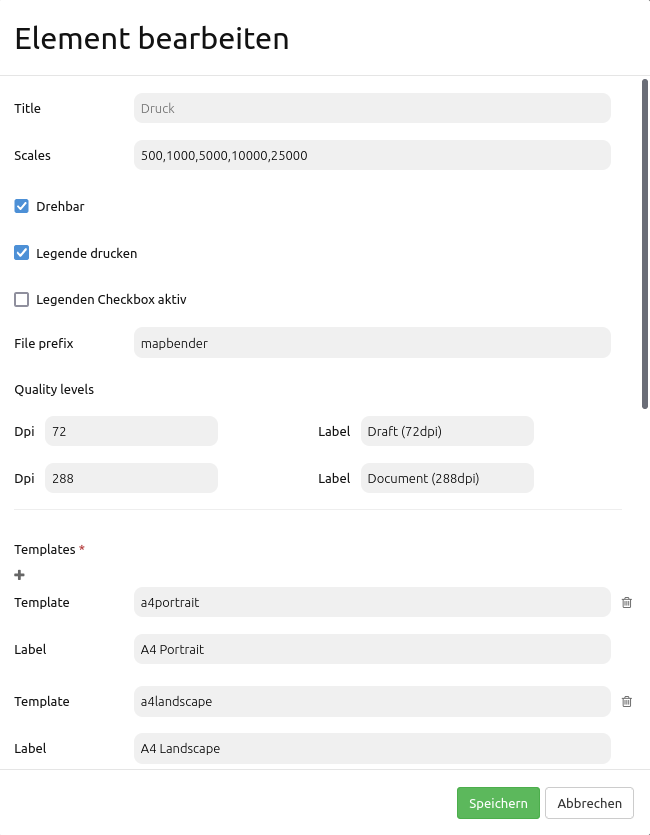 Element bearbeiten
Title Druck
Scales 500,1000,5000,10000,25000
Drehbar
Legende drucken
Legenden Checkbox aktiv
File prefix mapbender
Quality levels
Dpi 72 Label Draft (72dpi)
Dpi 288 Label Document (288dpi)
Templates *
Template a4portrait
Label A4 Portrait
Template a4landscape
Label A4 Landscape
Speichern Abbrechen